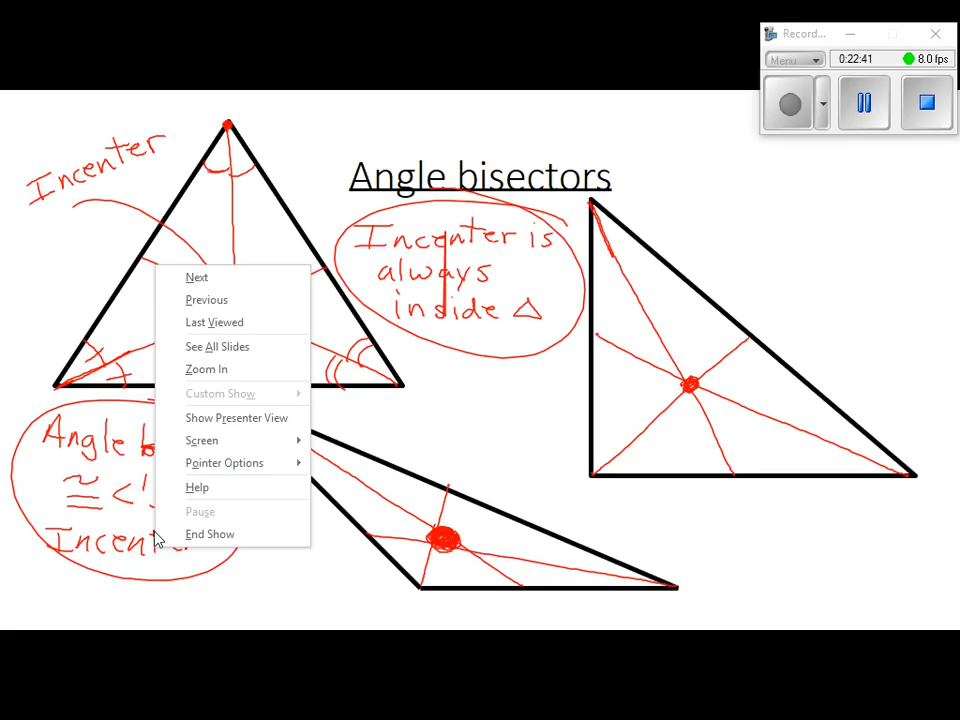 Record...
Menu
0:22:41
8.0 fps
Incenter
Angle bisectors
Incenter is
always
inside △
Next
Previous
Last Viewed
See All Slides
Zoom In
Custom Show
Show Presenter View
Screen
Pointer Options
Help
Pause
End Show
Angle
≅ <'s
Incenter